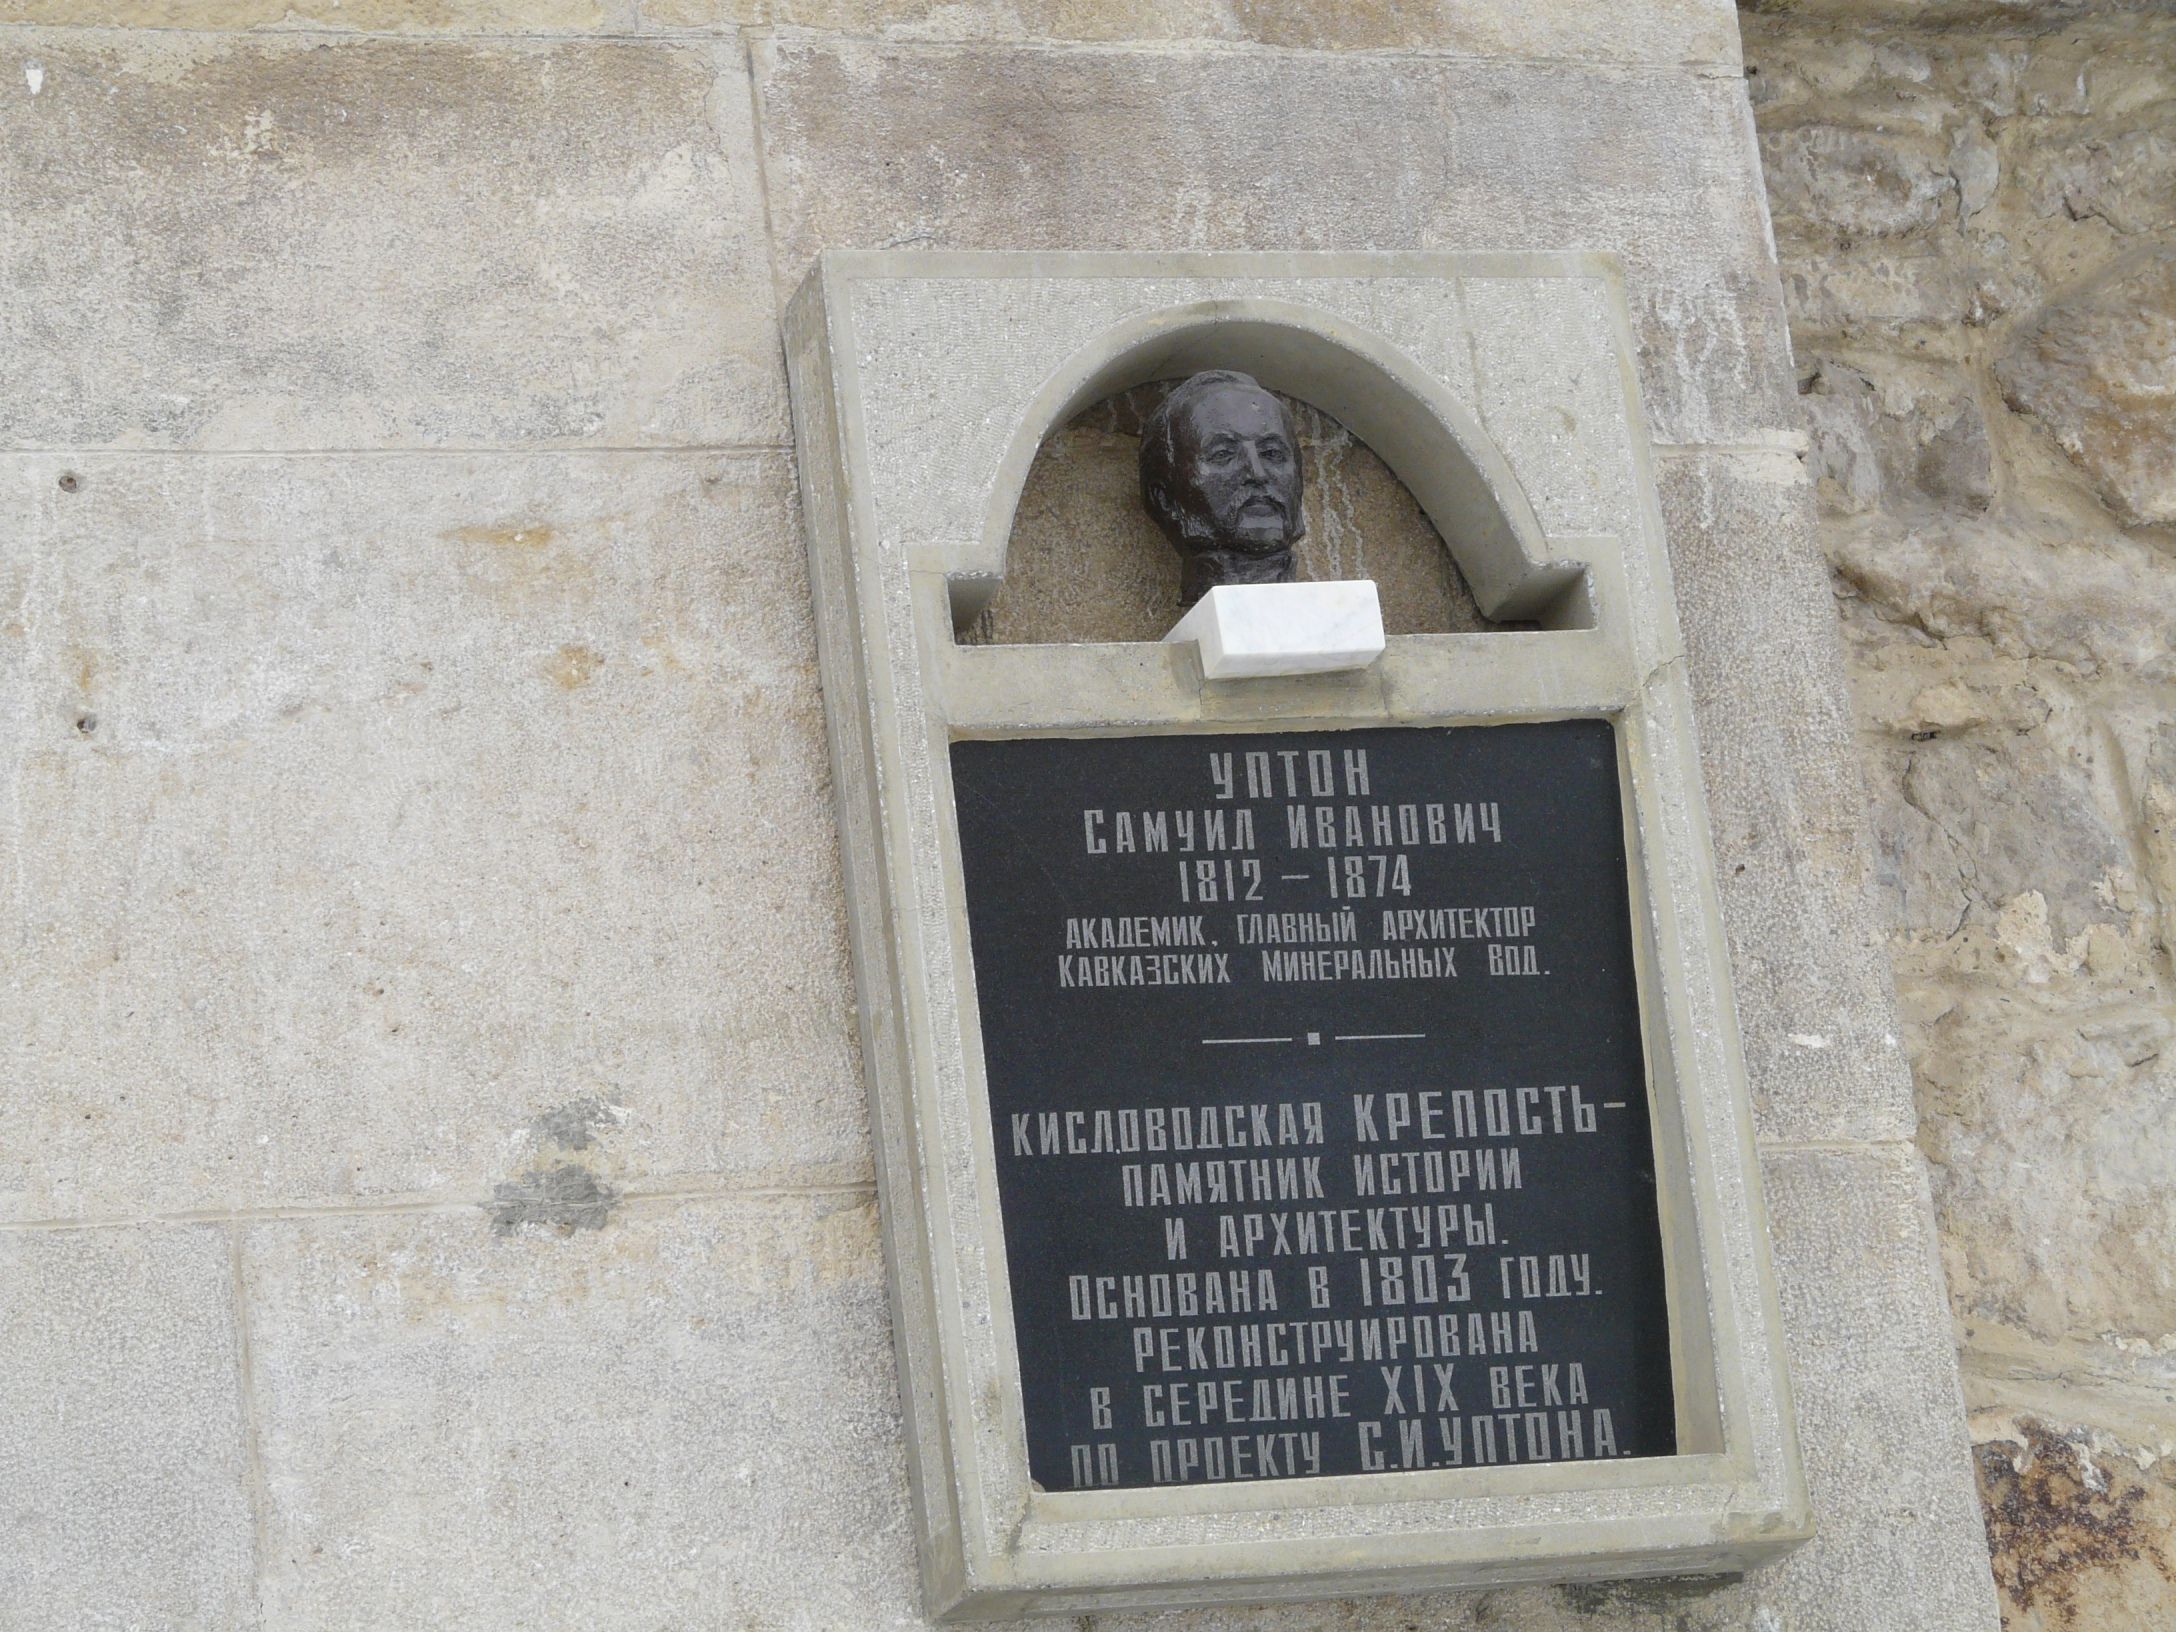 УПТОН
САМУИЛ ИВАНОВИЧ
1812 – 1874
АКАДЕМИК, ГЛАВНЫЙ АРХИТЕКТОР
КАВКАЗСКИХ МИНЕРАЛЬНЫХ ВОД.
КИСЛОВОДСКАЯ КРЕПОСТЬ–
ПАМЯТНИК ИСТОРИИ
И АРХИТЕКТУРЫ.
ОСНОВАНА В 1803 ГОДУ.
РЕКОНСТРУИРОВАНА
В СЕРЕДИНЕ XIX ВЕКА
ПО ПРОЕКТУ С.И.УПТОНА.